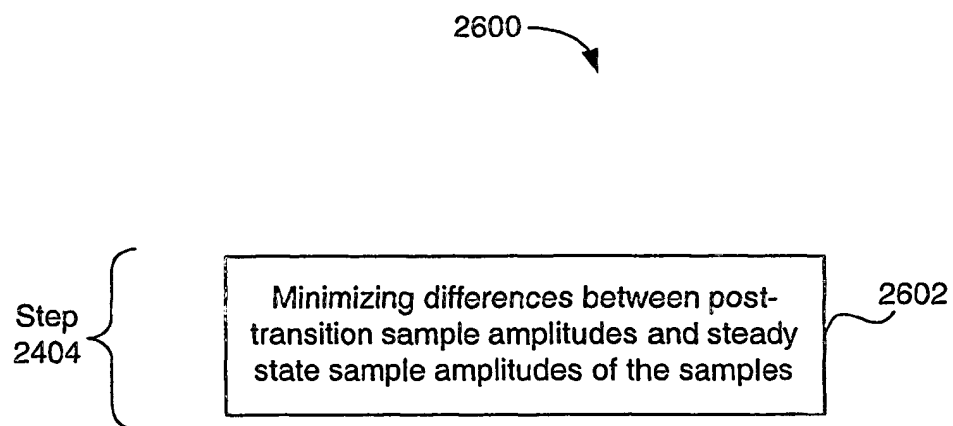 2600
Step
2404
Minimizing differences between post-
transition sample amplitudes and steady
state sample amplitudes of the samples
2602